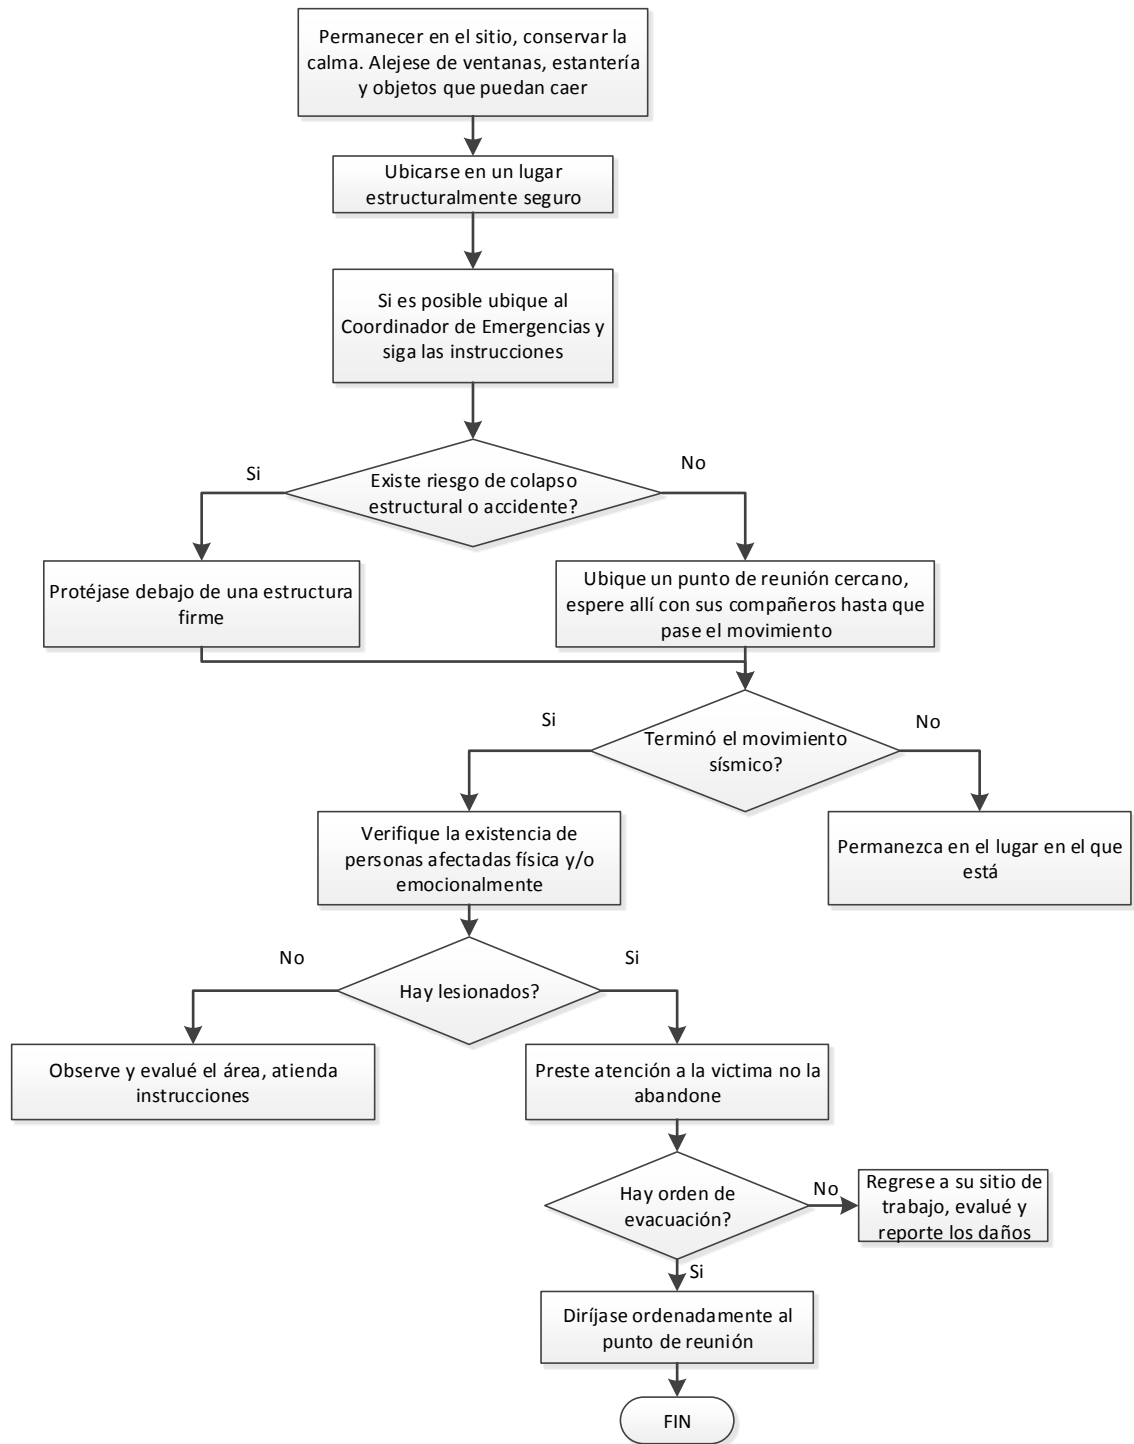 Permanecer en el sitio, conservar la
calma. Alejese de ventanas, estantería
y objetos que puedan caer
Ubicarse en un lugar
estructuralmente seguro
Si es posible ubique al
Coordinador de Emergencias y
siga las instrucciones
Si
No
Existe riesgo de colapso
estructural o accidente?
Protéjase debajo de una estructura
firme
Ubique un punto de reunión cercano,
espere allí con sus compañeros hasta que
pase el movimiento
Si
No
Terminó el movimiento
sísmico?
Verifique la existencia de
personas afectadas física y/o
emocionalmente
Permanezca en el lugar en el que
está
No
Si
Hay lesionados?
Observe y evalué el área, atienda
instrucciones
Preste atención a la victima no la
abandone
Hay orden de
evacuación?
No
Regrese a su sitio de
trabajo, evalué y
reporte los daños
Si
Diríjase ordenadamente al
punto de reunión
FIN